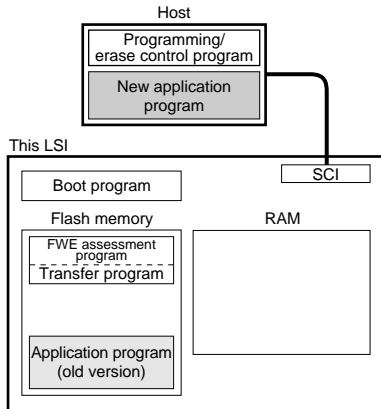 Host
Programming/
erase control program
New application
program
This LSI
SCI
Boot program
Flash memory
RAM
FWE assessment
program
Transfer program
Application program
(old version)